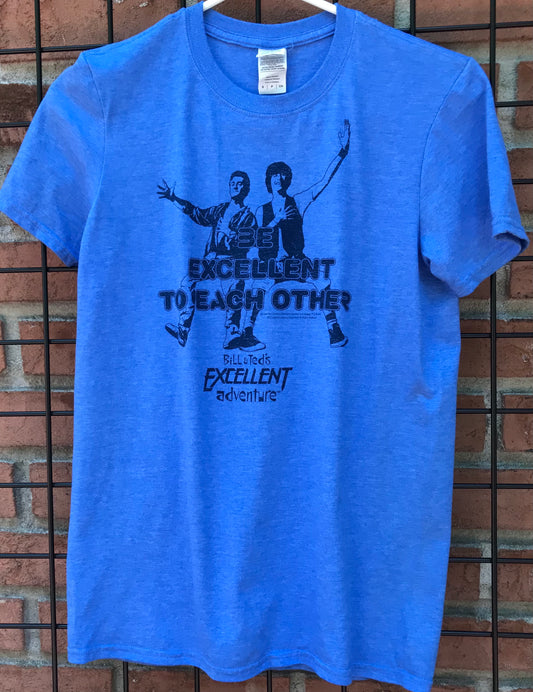 BE
EXCELLENT
TO EACH OTHER
Bill & Ted's
EXCELLENT
adventure